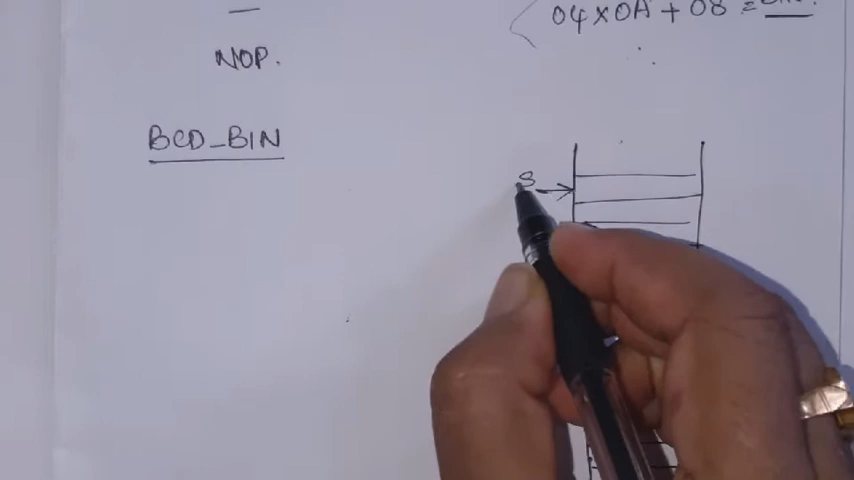 04 x 0A + 08 =
NOP.
BCD_BIN
S